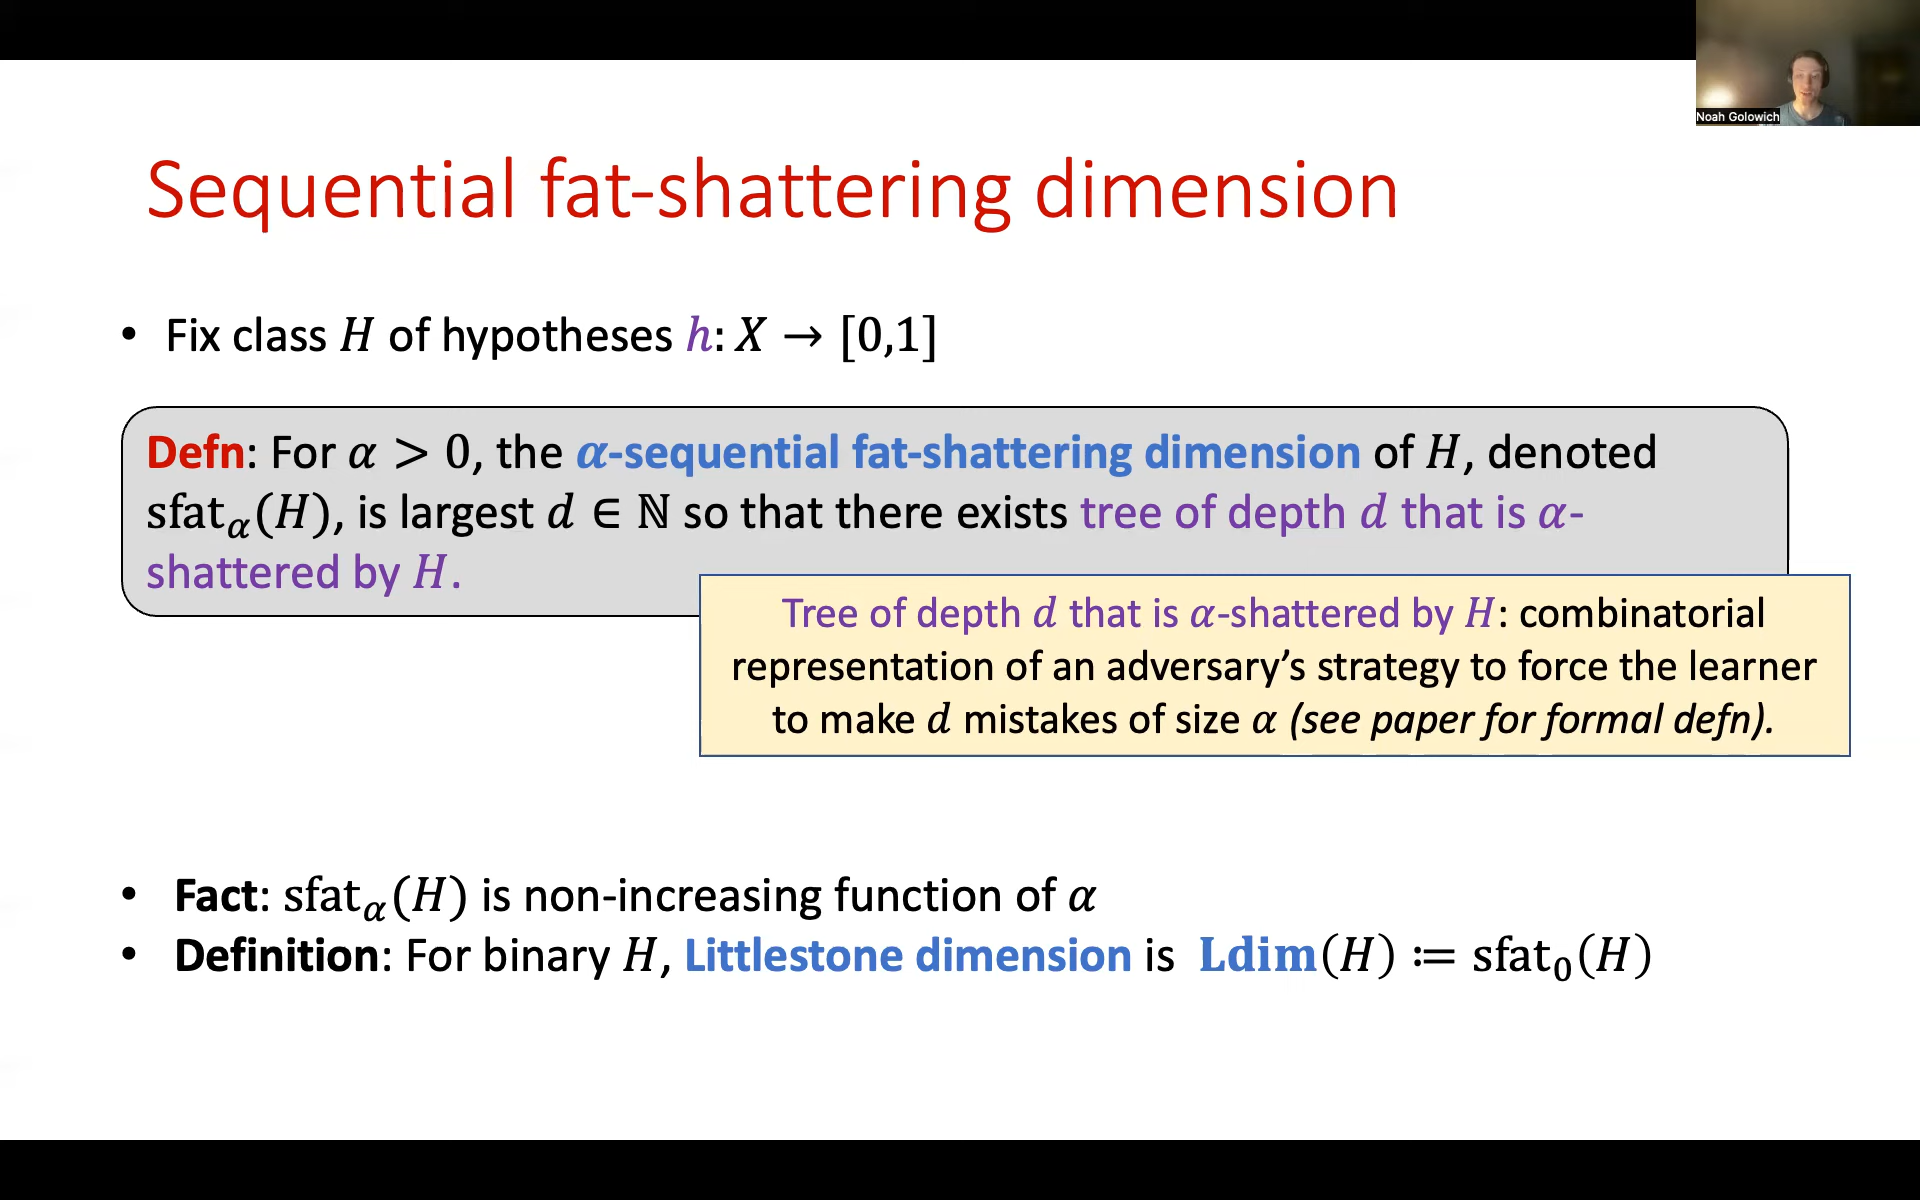 Noah Golowich
Sequential fat-shattering dimension
• Fix class H of hypotheses h: X → [0,1]
Defn: For α > 0, the α-sequential fat-shattering dimension of H, denoted
sfat_α(H), is largest d ∈ ℕ so that there exists tree of depth d that is α-
shattered by H.
Tree of depth d that is α-shattered by H: combinatorial
representation of an adversary’s strategy to force the learner
to make d mistakes of size α (see paper for formal defn).
• Fact: sfat_α(H) is non-increasing function of α
• Definition: For binary H, Littlestone dimension is Ldim(H) ≔ sfat₀(H)